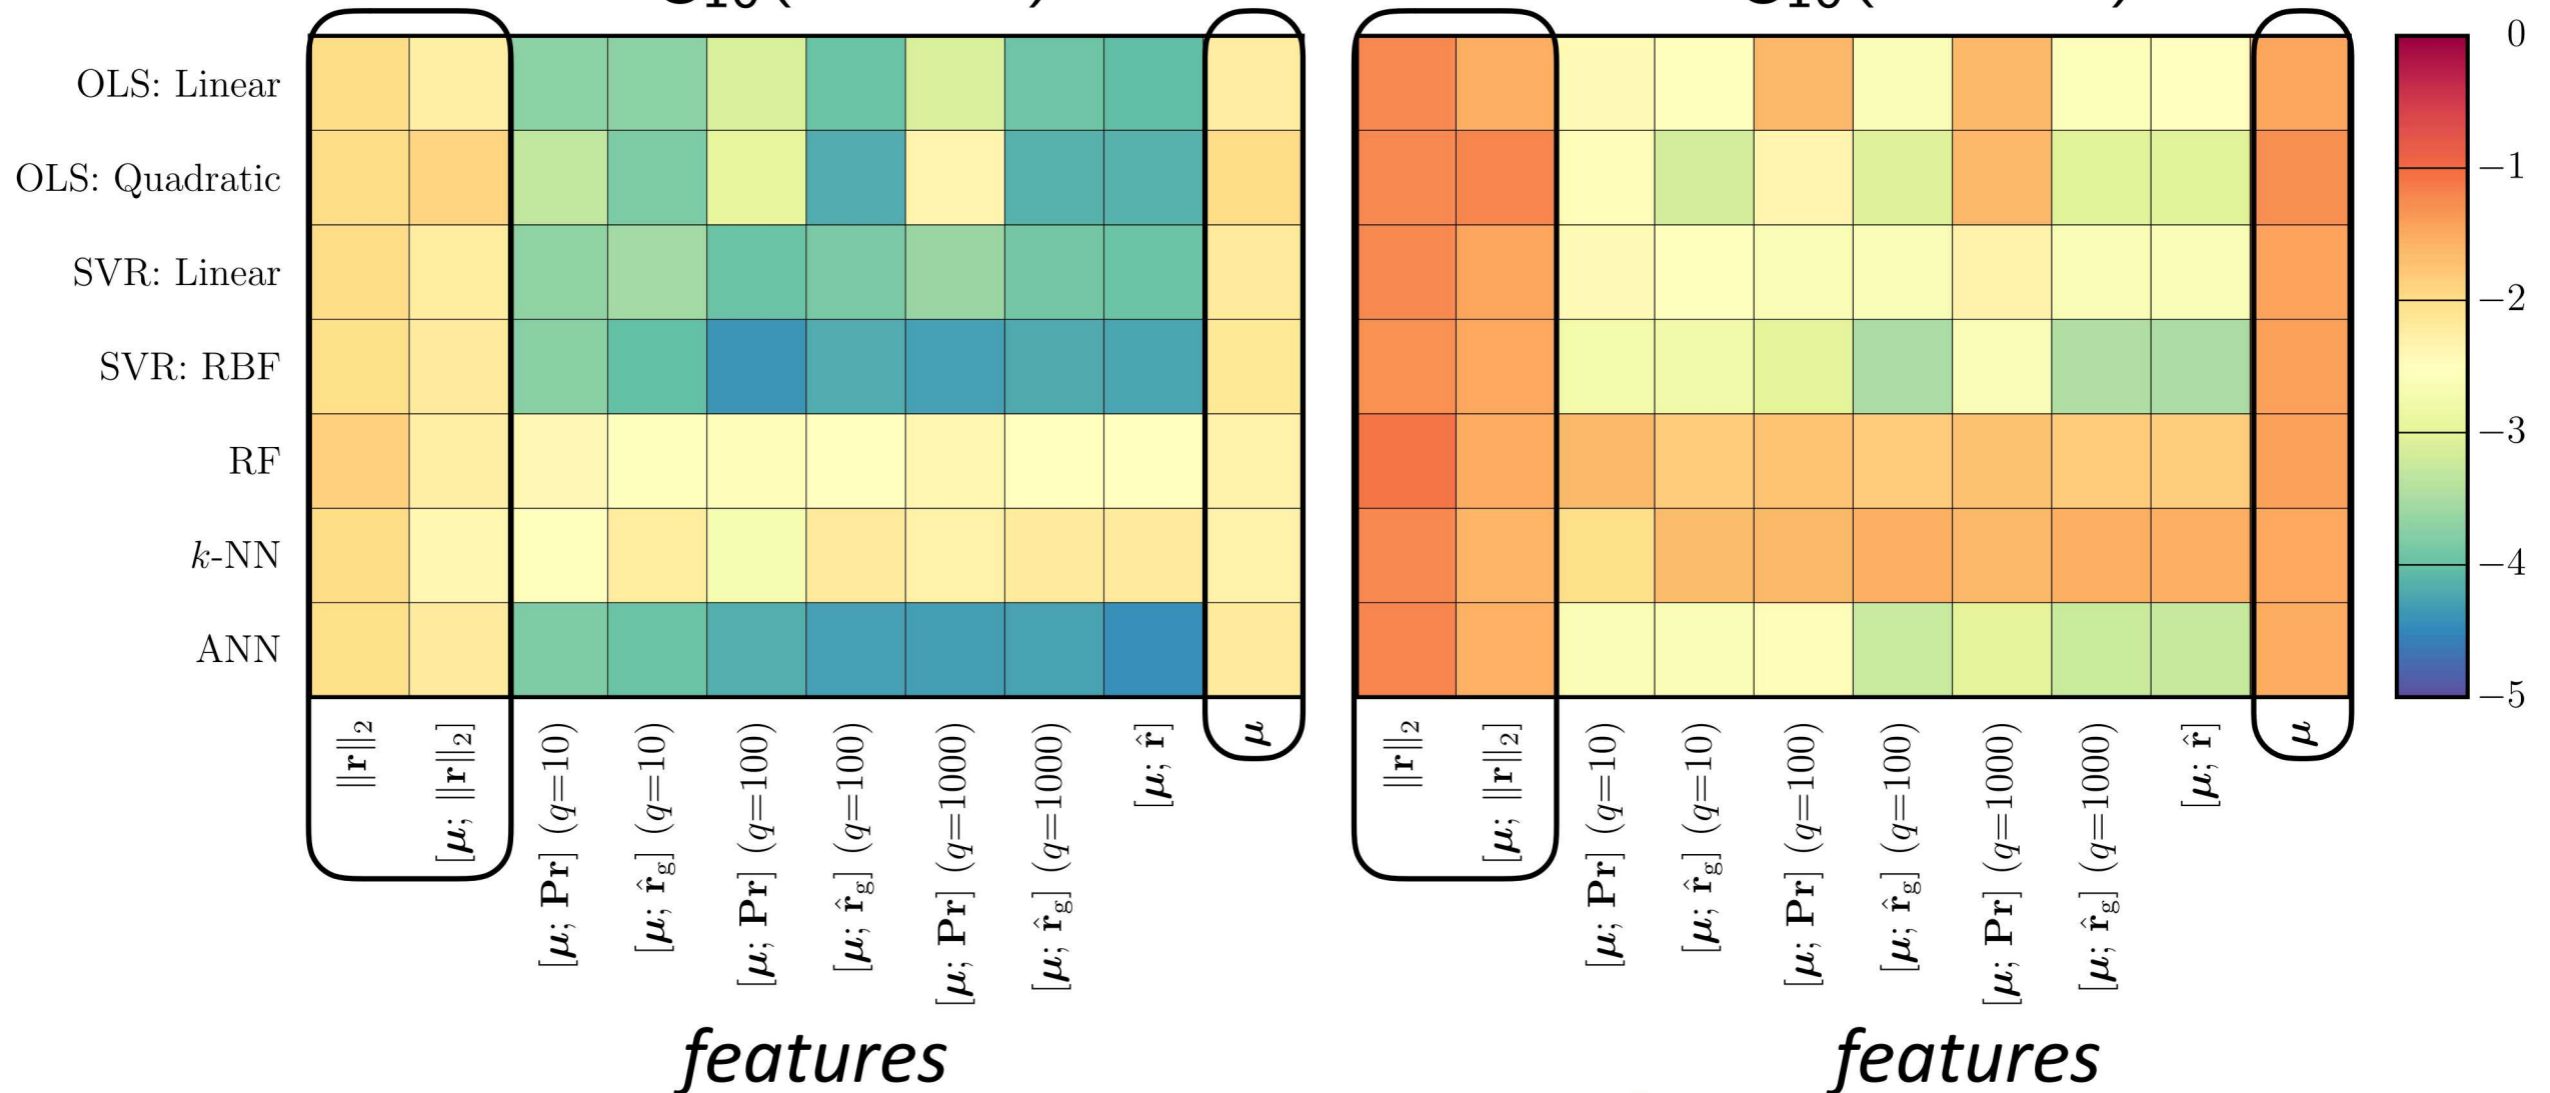 OLS: Linear
OLS: Quadratic
SVR: Linear
SVR: RBF
RF
k-NN
ANN
‖r‖₂
[μ; ‖r‖₂]
[μ; Pr] (q=10)
[μ; r̂g] (q=10)
[μ; Pr] (q=100)
[μ; r̂g] (q=100)
[μ; Pr] (q=1000)
[μ; r̂g] (q=1000)
[μ; r̂]
μ
features
‖r‖₂
[μ; ‖r‖₂]
[μ; Pr] (q=10)
[μ; r̂g] (q=10)
[μ; Pr] (q=100)
[μ; r̂g] (q=100)
[μ; Pr] (q=1000)
[μ; r̂g] (q=1000)
[μ; r̂]
μ
features
0
−1
−2
−3
−4
−5